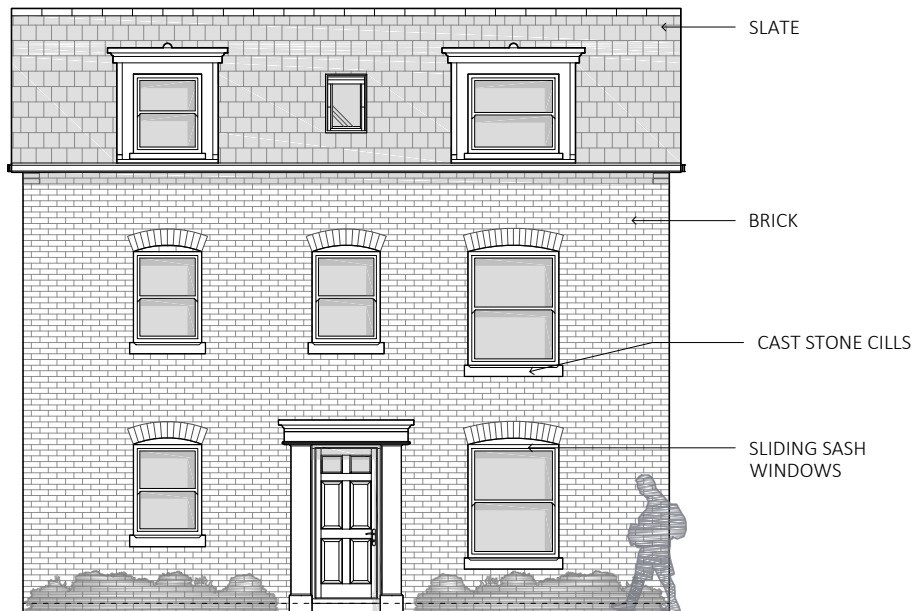 SLATE
BRICK
CAST STONE CILLS
SLIDING SASH
WINDOWS